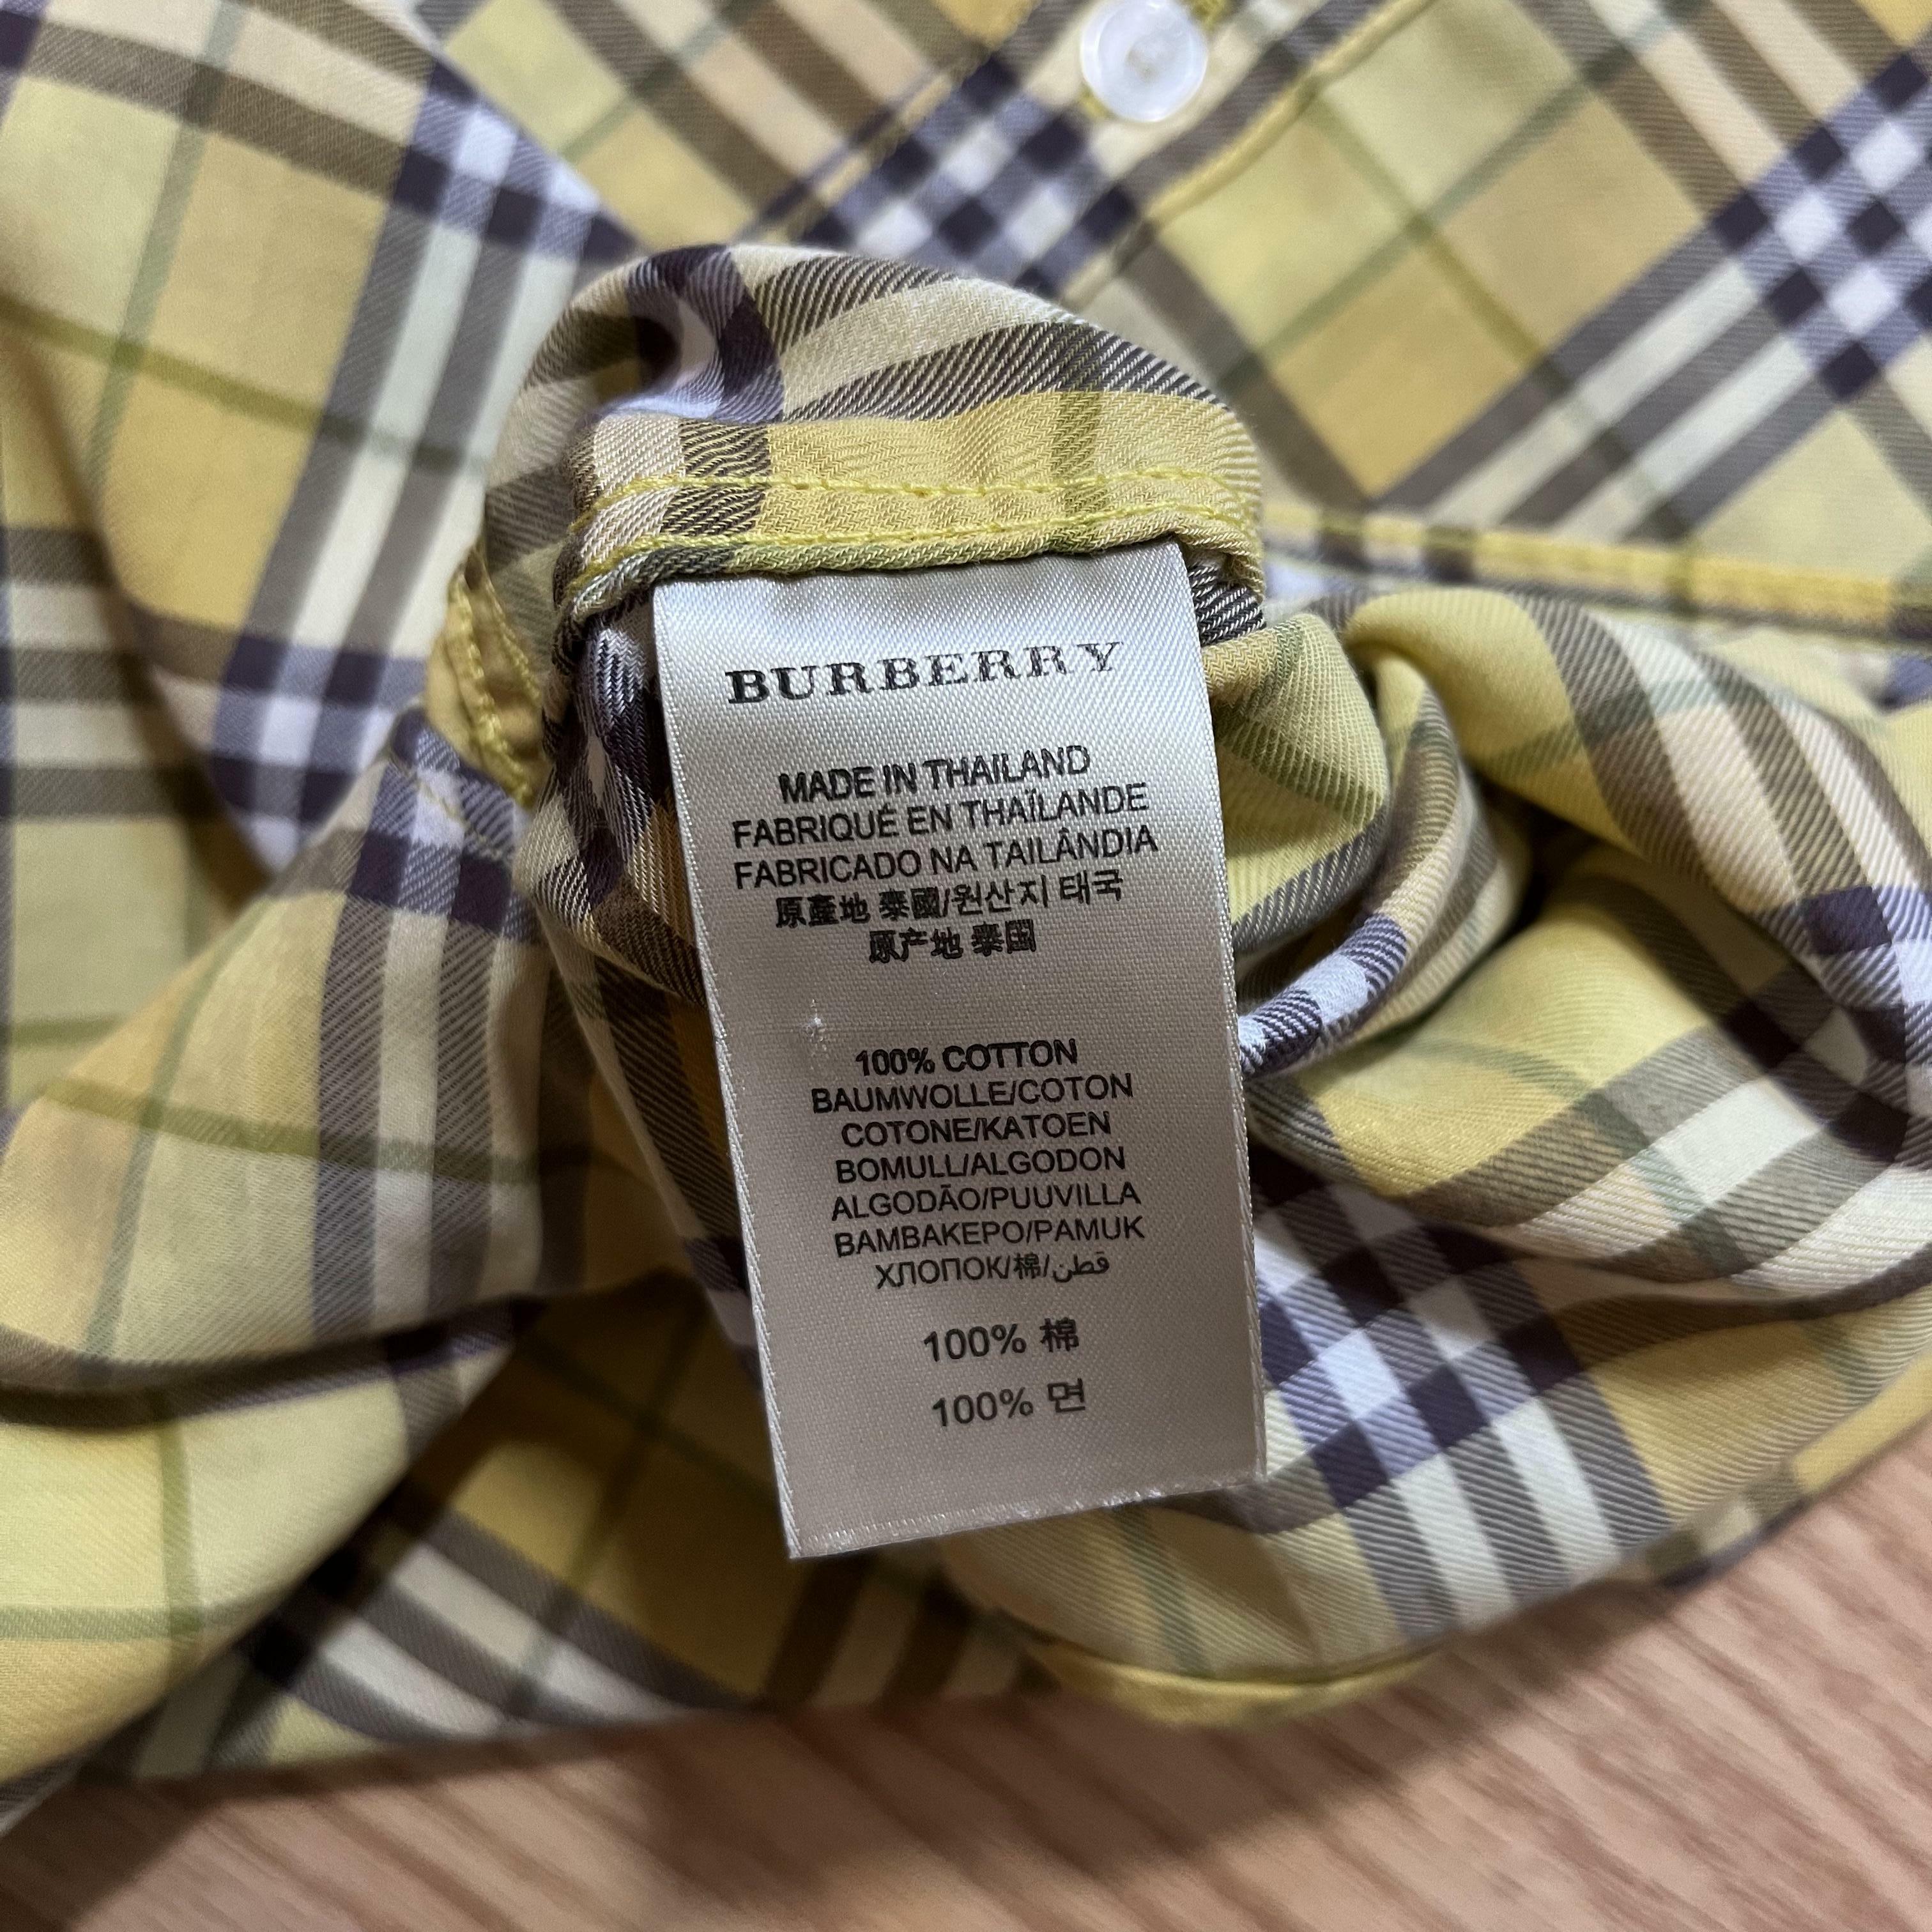 BURBERRY
MADE IN THAILAND
FABRIQUÉ EN THAÏLANDE
FABRICADO NA TAILÂNDIA
原產地 泰國/원산지 태국
原产地 泰国
100% COTTON
BAUMWOLLE/COTON
COTONE/KATOEN
BOMULL/ALGODON
ALGODÃO/PUUVILLA
BAMBAKEPO/PAMUK
ХЛОПОК/棉/قطن
100% 棉
100% 면